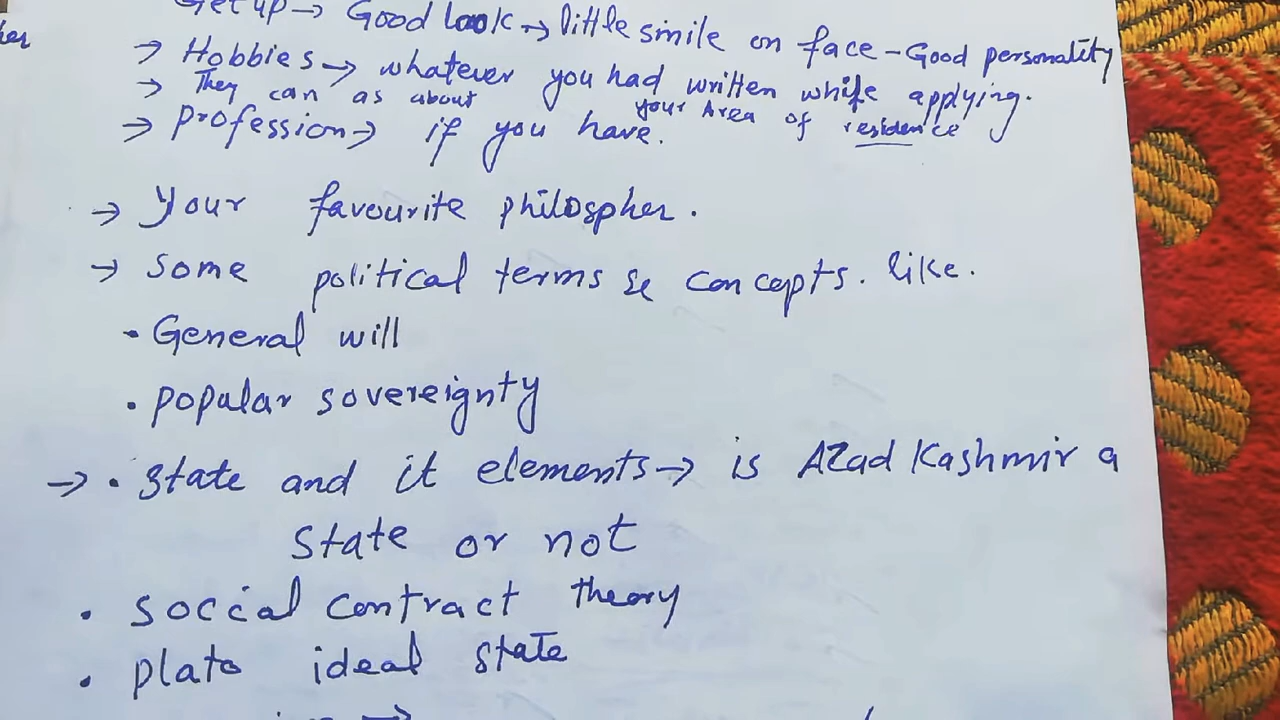 Get up → Good look → little smile on face - Good personality
her
→ Hobbies → whatever you had written while applying.
→ They can as about your Area of residence
→ Profession → if you have.
→ Your favourite philospher.
→ Some political terms & concepts. like.
• General will
• popular sovereignty
→ • state and it elements → is Azad Kashmir a
state or not
• social contract theory
• plato ideal state